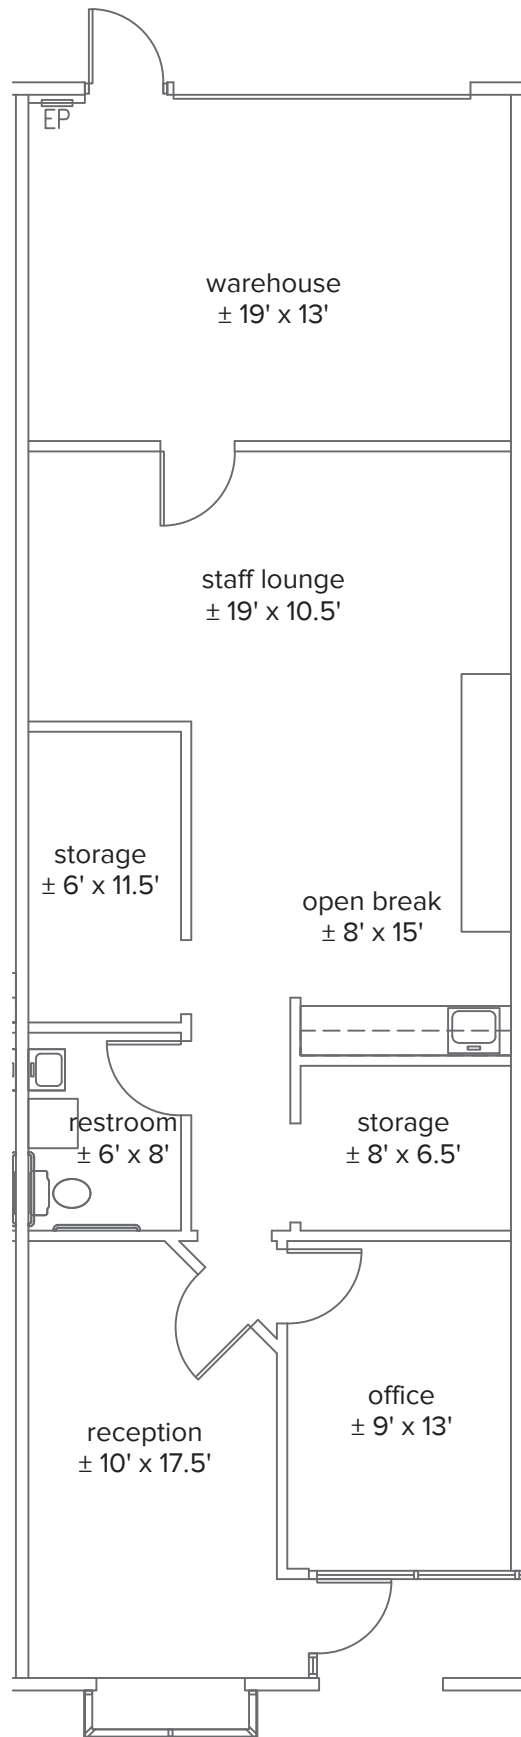 EP
warehouse
± 19' x 13'
staff lounge
± 19' x 10.5'
storage
± 6' x 11.5'
open break
± 8' x 15'
restroom
± 6' x 8'
storage
± 8' x 6.5'
office
± 9' x 13'
reception
± 10' x 17.5'